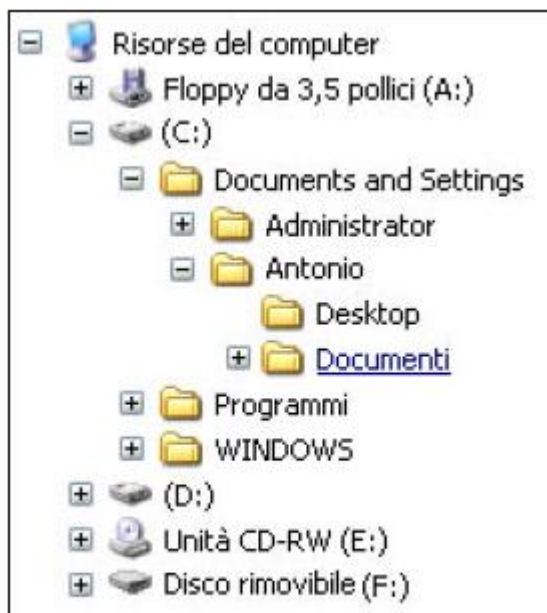 Risorse del computer
Floppy da 3,5 pollici (A:)
(C:)
Documents and Settings
Administrator
Antonio
Desktop
Documenti
Programmi
WINDOWS
(D:)
Unità CD-RW (E:)
Disco rimovibile (F:)